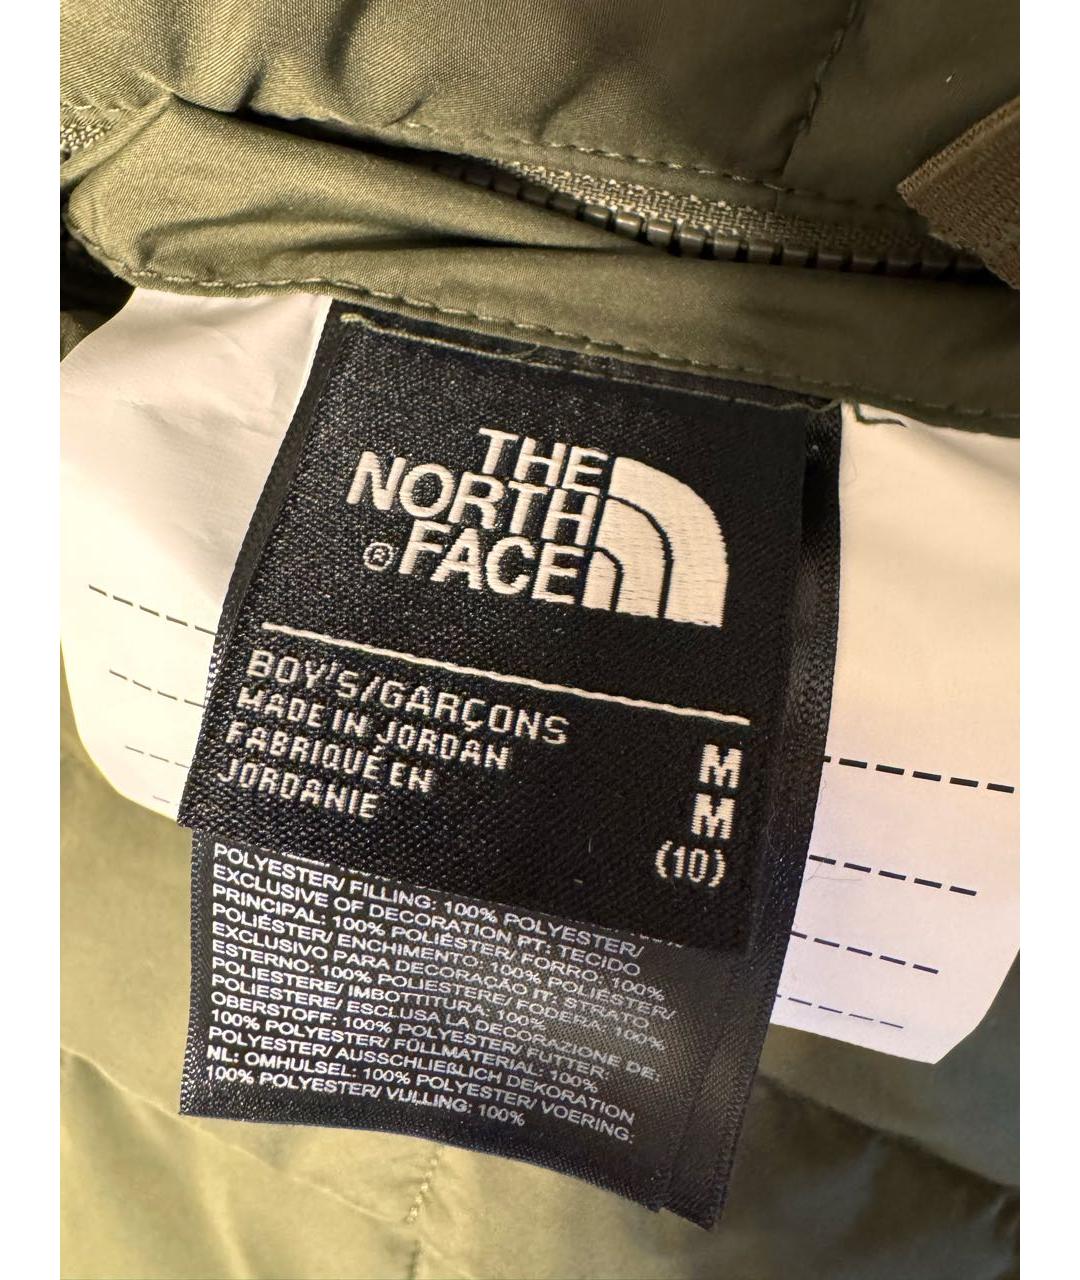 THE
NORTH
FACE
®
BOY'S/GARÇONS
MADE IN JORDAN
FABRIQUÉ EN
JORDANIE
M
M
(10)
POLYESTER/ FILLING: 100% POLYESTER/
EXCLUSIVE OF DECORATION PT: TECIDO
PRINCIPAL: 100% POLIÉSTER/ FORRO: 100%
POLIÉSTER/ ENCHIMENTO: 100% POLIÉSTER/
EXCLUSIVO PARA DECORAÇÃO IT: STRATO
ESTERNO: 100% POLIESTERE/ FODERA: 100%
POLIESTERE/ IMBOTTITURA: 100%
POLIESTERE/ ESCLUSA LA DECORAZIONE DE:
OBERSTOFF: 100% POLYESTER/ FUTTER:
100% POLYESTER/ FÜLLMATERIAL: 100%
POLYESTER/ AUSSCHLIEßLICH DEKORATION
NL: OMHULSEL: 100% POLYESTER/ VOERING:
100% POLYESTER/ VULLING: 100%